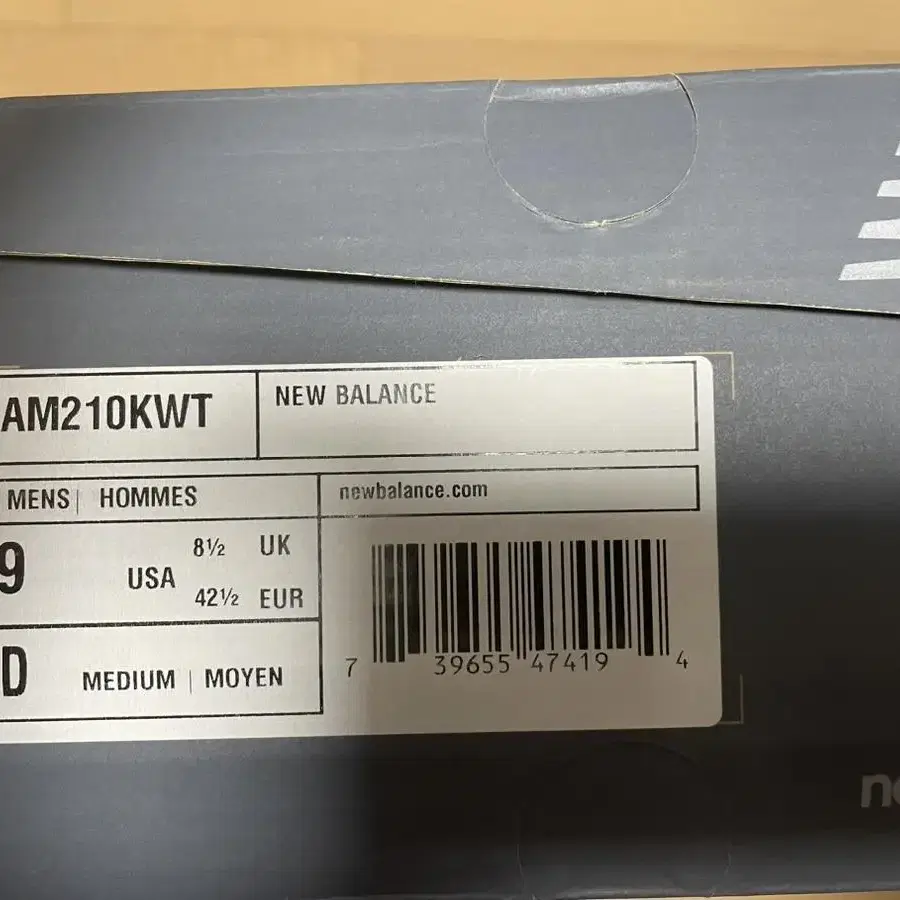 AM210KWT
NEW BALANCE
MENS | HOMMES
newbalance.com
9 USA 8½ UK
42½ EUR
D MEDIUM | MOYEN
7 39655 47419 4